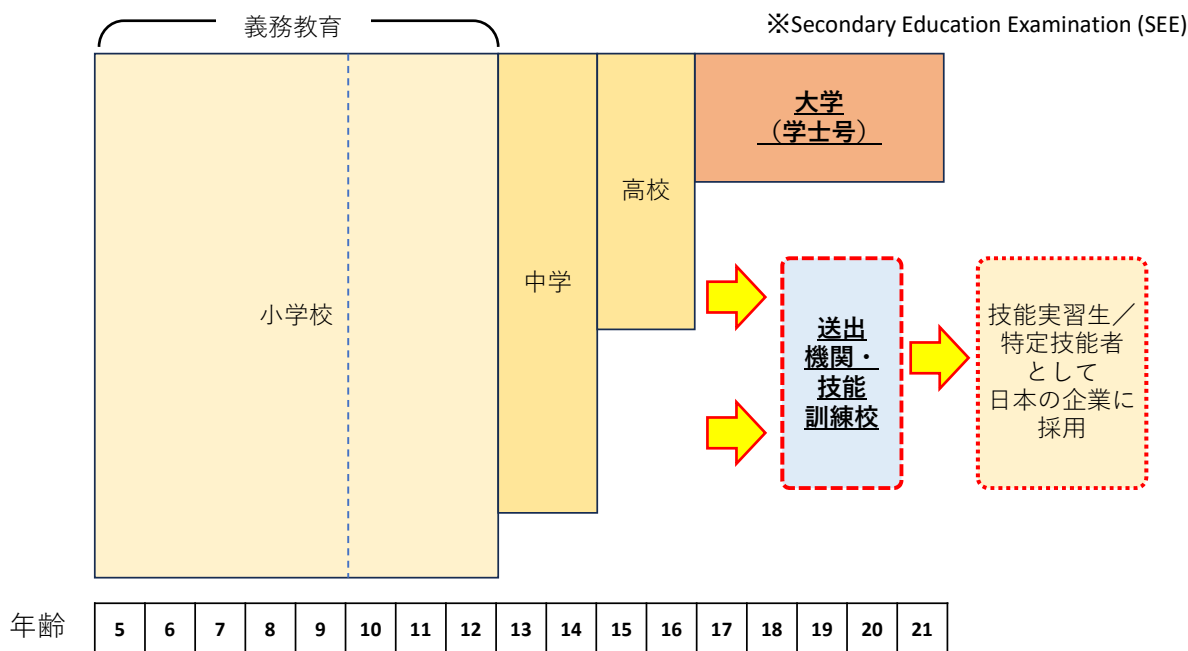 義務教育
※Secondary Education Examination (SEE)
小学校
中学
高校
大学
（学士号）
送出
機関・
技能
訓練校
技能実習生／
特定技能者
として
日本の企業に
採用
年齢 5 6 7 8 9 10 11 12 13 14 15 16 17 18 19 20 21